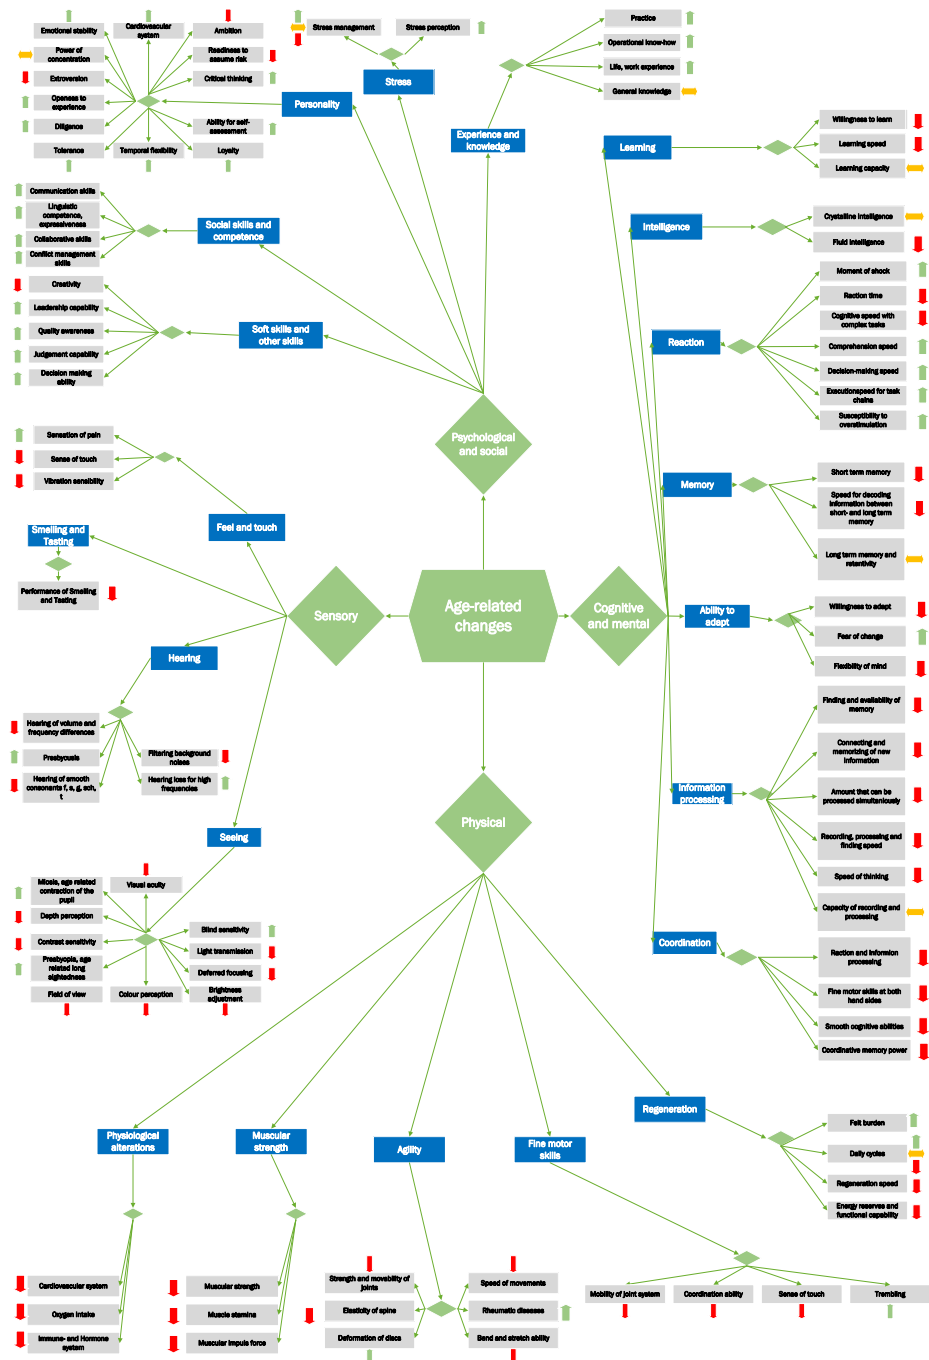 Emotional stability
Cardiovascular
system
Ambition
Power of
concentration
Readiness to
assume risk
Extroversion
Critical thinking
Openess to
experience
Diligence
Ability for self-
assessment
Tolerance
Temporal flexibility
Loyalty
Personality
Stress management
Stress perception
Stress
Practice
Operational know-how
Life, work experience
General knowledge
Experience and
knowledge
Communication skills
Linguistic
competence,
expressiveness
Collaborative skills
Conflict management
skills
Social skills and
competence
Creativity
Leadership capability
Quality awareness
Judgement capability
Decision making
ability
Soft skills and
other skills
Psychological
and social
Learning
Willingness to learn
Learning speed
Learning capacity
Intelligence
Crystalline intelligence
Fluid intelligence
Reaction
Moment of shock
Raction time
Cognitive speed with
complex tasks
Comprehension speed
Decision-making speed
Executionspeed for task
chains
Susceptibility to
overstimulation
Memory
Short term memory
Speed for decoding
information between
short- and long term
memory
Long term memory and
retentivity
Ability to
adept
Willingness to adapt
Fear of change
Flexibility of mind
Information
processing
Finding and availability of
memory
Connecting and
memorizing of new
information
Amount that can be
processed simultaniously
Recording, processing and
finding speed
Speed of thinking
Capacity of recording and
processing
Coordination
Raction and informion
processing
Fine motor skills at both
hand sides
Smooth cognitive abilities
Coordinative memory power
Cognitive
and mental
Age-related
changes
Sensory
Sensation of pain
Sense of touch
Vibration sensibility
Feel and touch
Smelling and
Tasting
Performance of Smelling
and Tasting
Hearing
Hearing of volume and
frequency differences
Presbycusis
Hearing of smooth
consonants f, s, g, sch,
t
Filtering background
noises
Hearing loss for high
frequencies
Seeing
Miosis, age related
contraction of the
pupil
Visual acuity
Depth perception
Contrast sensitivity
Presbyopia, age
related long
sightedness
Field of view
Colour perception
Blind sensitivity
Light transmission
Deferred focusing
Brightness
adjustment
Physical
Physiological
alterations
Cardiovascular system
Oxygen intake
Immune- and Hormone
system
Muscular
strength
Muscular strength
Muscle stamina
Muscular impuls force
Agility
Strength and movability of
joints
Elasticity of spine
Deformation of discs
Speed of movements
Rheumatic diseases
Bend and stretch ability
Fine motor
skills
Mobility of joint system
Coordination ability
Sense of touch
Trembling
Regeneration
Felt burden
Daily cycles
Regeneration speed
Energy reserves and
functional capability